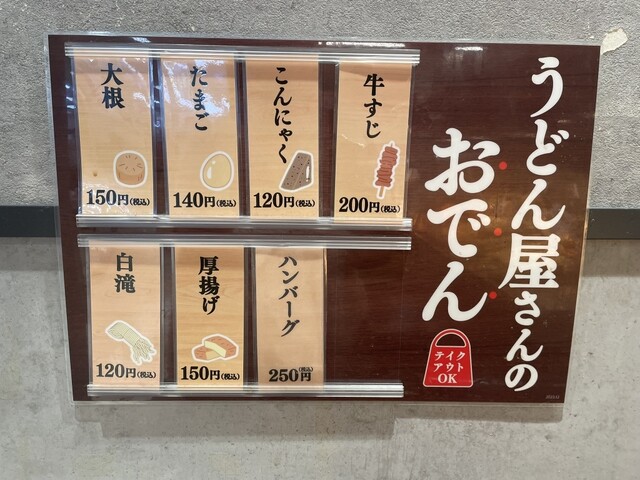 うどん屋さんの
おでん
テイク
アウト
OK
牛すじ
200円(税込)
こんにゃく
120円(税込)
たまご
140円(税込)
大根
150円(税込)
ハンバーグ
250円(税込)
厚揚げ
150円(税込)
白滝
120円(税込)